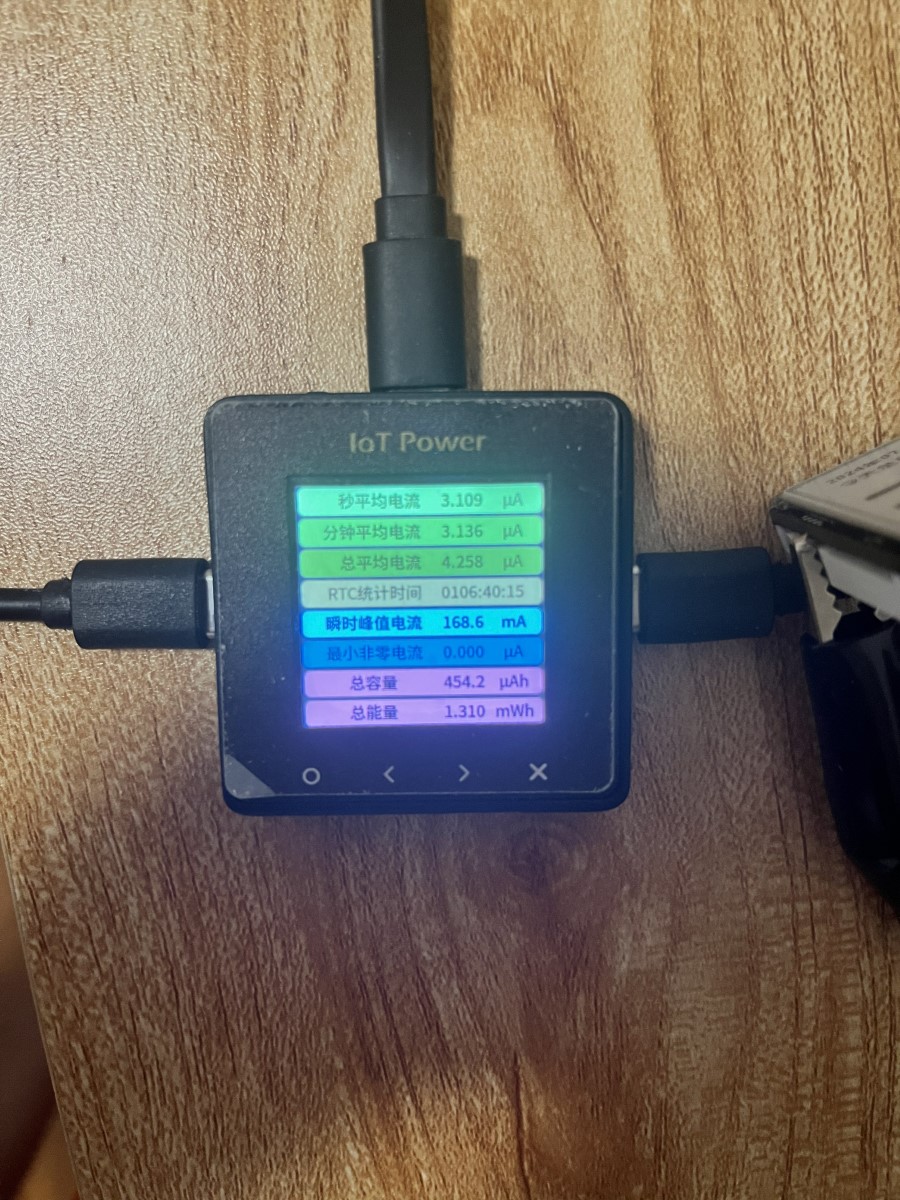 IoT Power
秒平均电流 3.109 μA
分钟平均电流 3.136 μA
总平均电流 4.258 μA
RTC统计时间 0106:40:15
瞬时峰值电流 168.6 mA
最小非零电流 0.000 μA
总容量 454.2 μAh
总能量 1.310 mWh